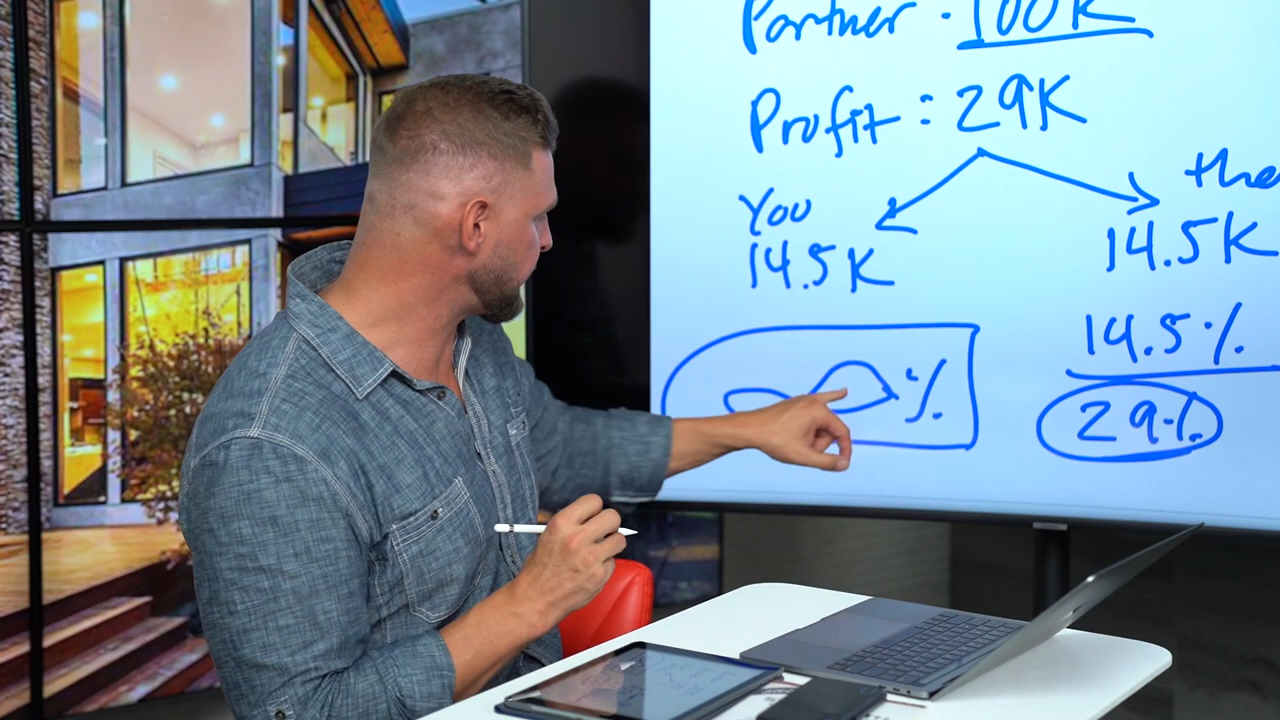 Partner . 100K
Profit : 29K
You
14.5K
the
14.5K
14.5%
∞ %
29%